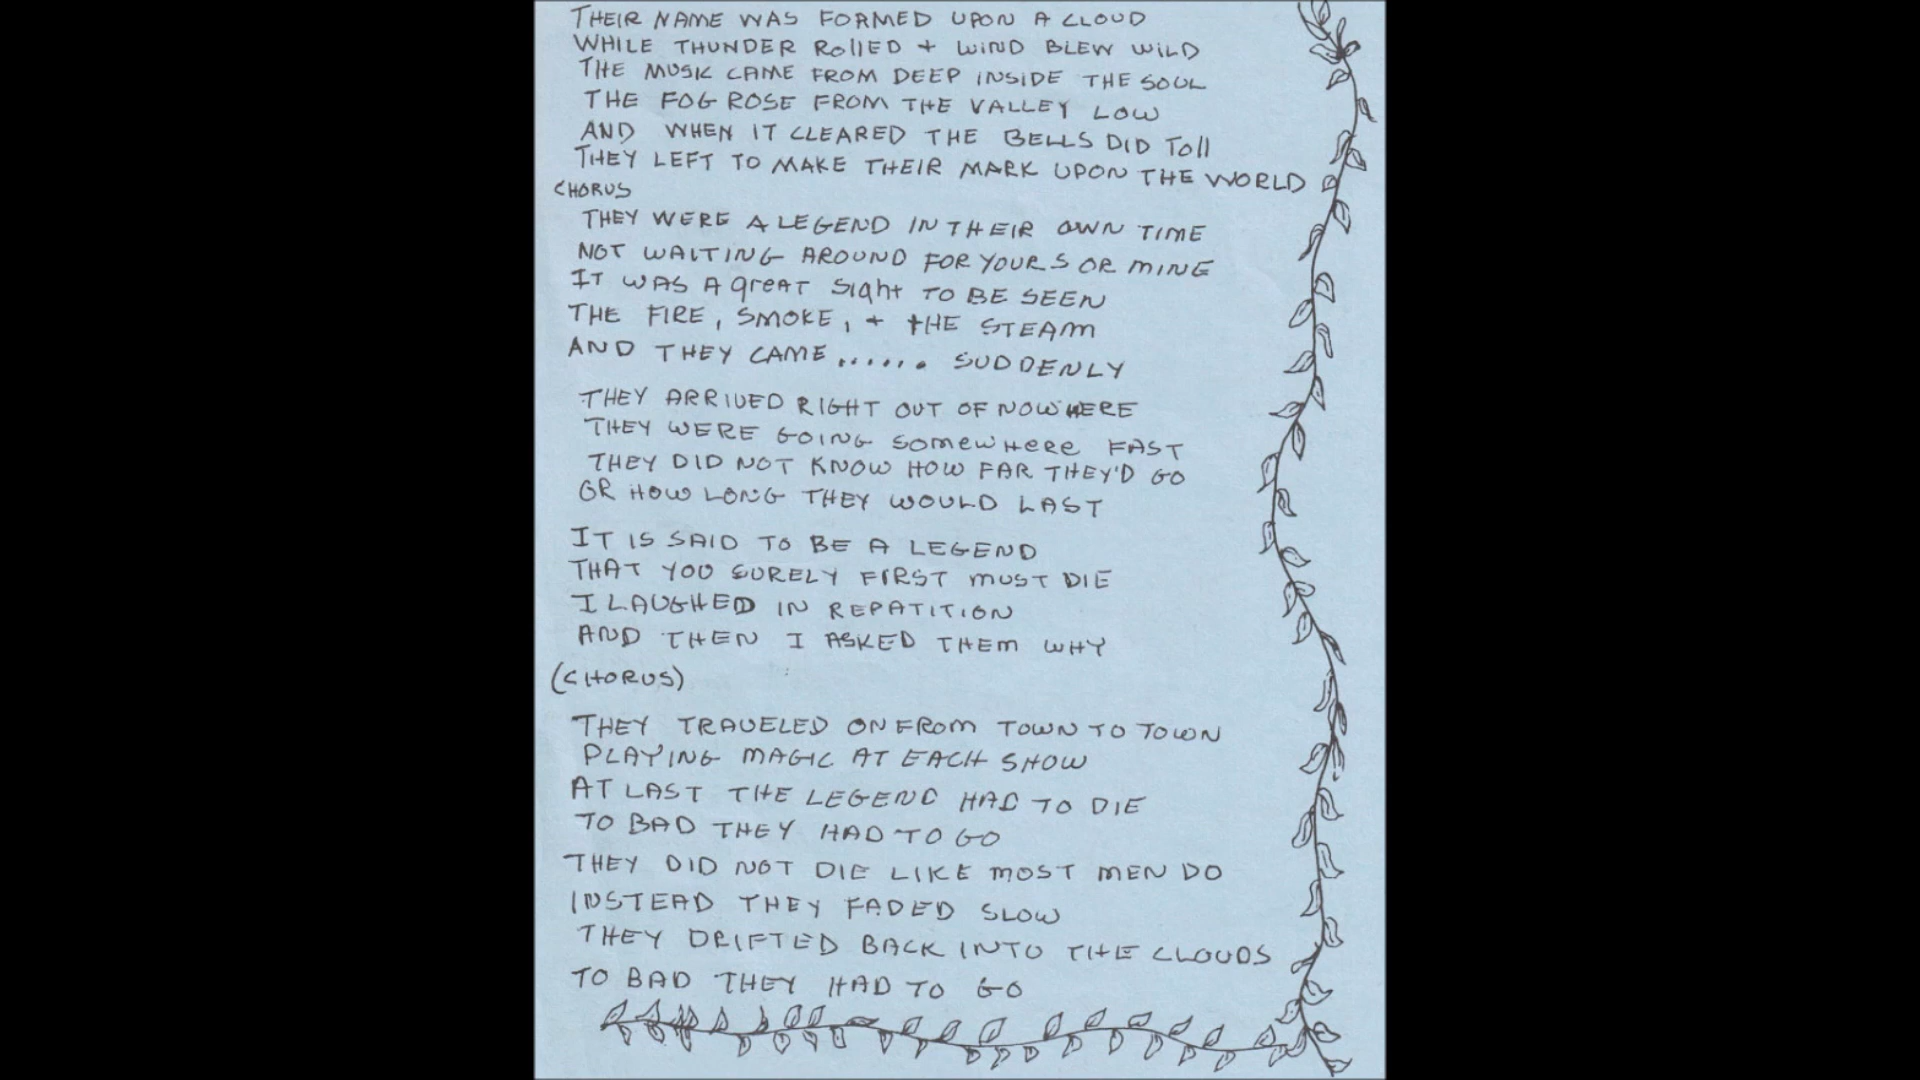 THEIR NAME WAS FORMED UPON A CLOUD
WHILE THUNDER RollED + WIND BLEW WILD
THE MUSIC CAME FROM DEEP INSIDE THE SOUL
THE FOG ROSE FROM THE VALLEY LOW
AND WHEN IT CLEARED THE BELLS DID Toll
THEY LEFT TO MAKE THEIR MARK UPON THE WORLD
CHORUS
THEY WERE A LEGEND IN THEIR OWN TIME
NOT WAITING AROUND FOR YOURS OR MINE
IT WAS A greAT Sight TO BE SEEN
THE FIRE, SMOKE, + tHE STEAM
AND THEY CAME ...... SUDDENLY
THEY ARRIVED RIGHT OUT OF NOWHERE
THEY WERE GOING SomewHere FAST
THEY DID NOT KNOW HOW FAR THEY'D GO
OR HOW LONG THEY WOULD LAST
IT IS SAID TO BE A LEGEND
THAT YOU SURELY FIRST MUST DIE
I LAUGHED IN REPATITION
AND THEN I ASKED THEM WHY
(CHORUS)
THEY TRAVELED ON FROM TOWN TO TOWN
PLAYING MAGIC AT EACH SHOW
AT LAST THE LEGEND HAD TO DIE
TO BAD THEY HAD TO GO
THEY DID NOT DIE LIKE MOST MEN DO
INSTEAD THEY FADED SLOW
THEY DRIFTED BACK INTO THE CLOUDS
TO BAD THEY HAD TO GO